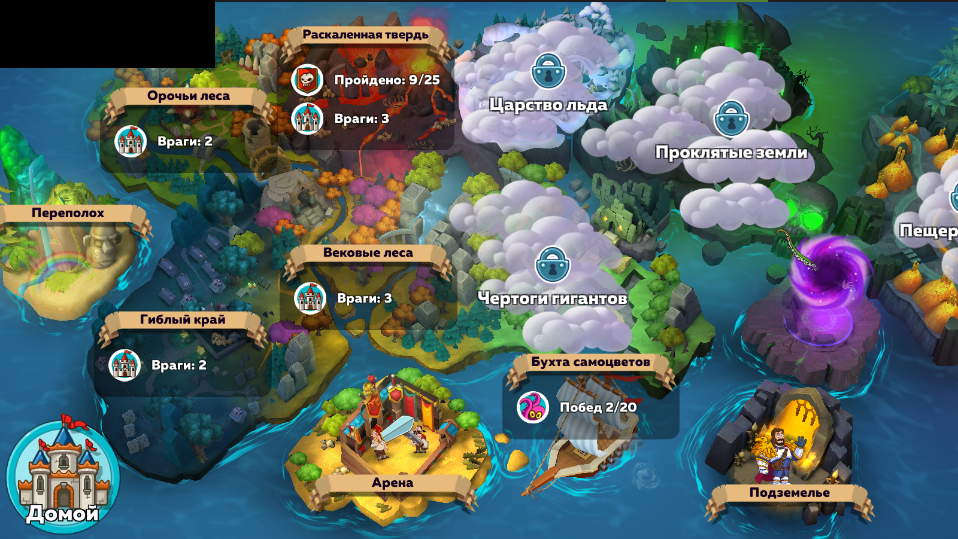 Раскаленная твердь
Пройдено: 9/25
Враги: 3
Орочьи леса
Враги: 2
Царство льда
Проклятые земли
Переполох
Пещер
Вековые леса
Враги: 3
Чертоги гигантов
Гиблый край
Враги: 2
Бухта самоцветов
Побед 2/20
Арена
Подземелье
Домой